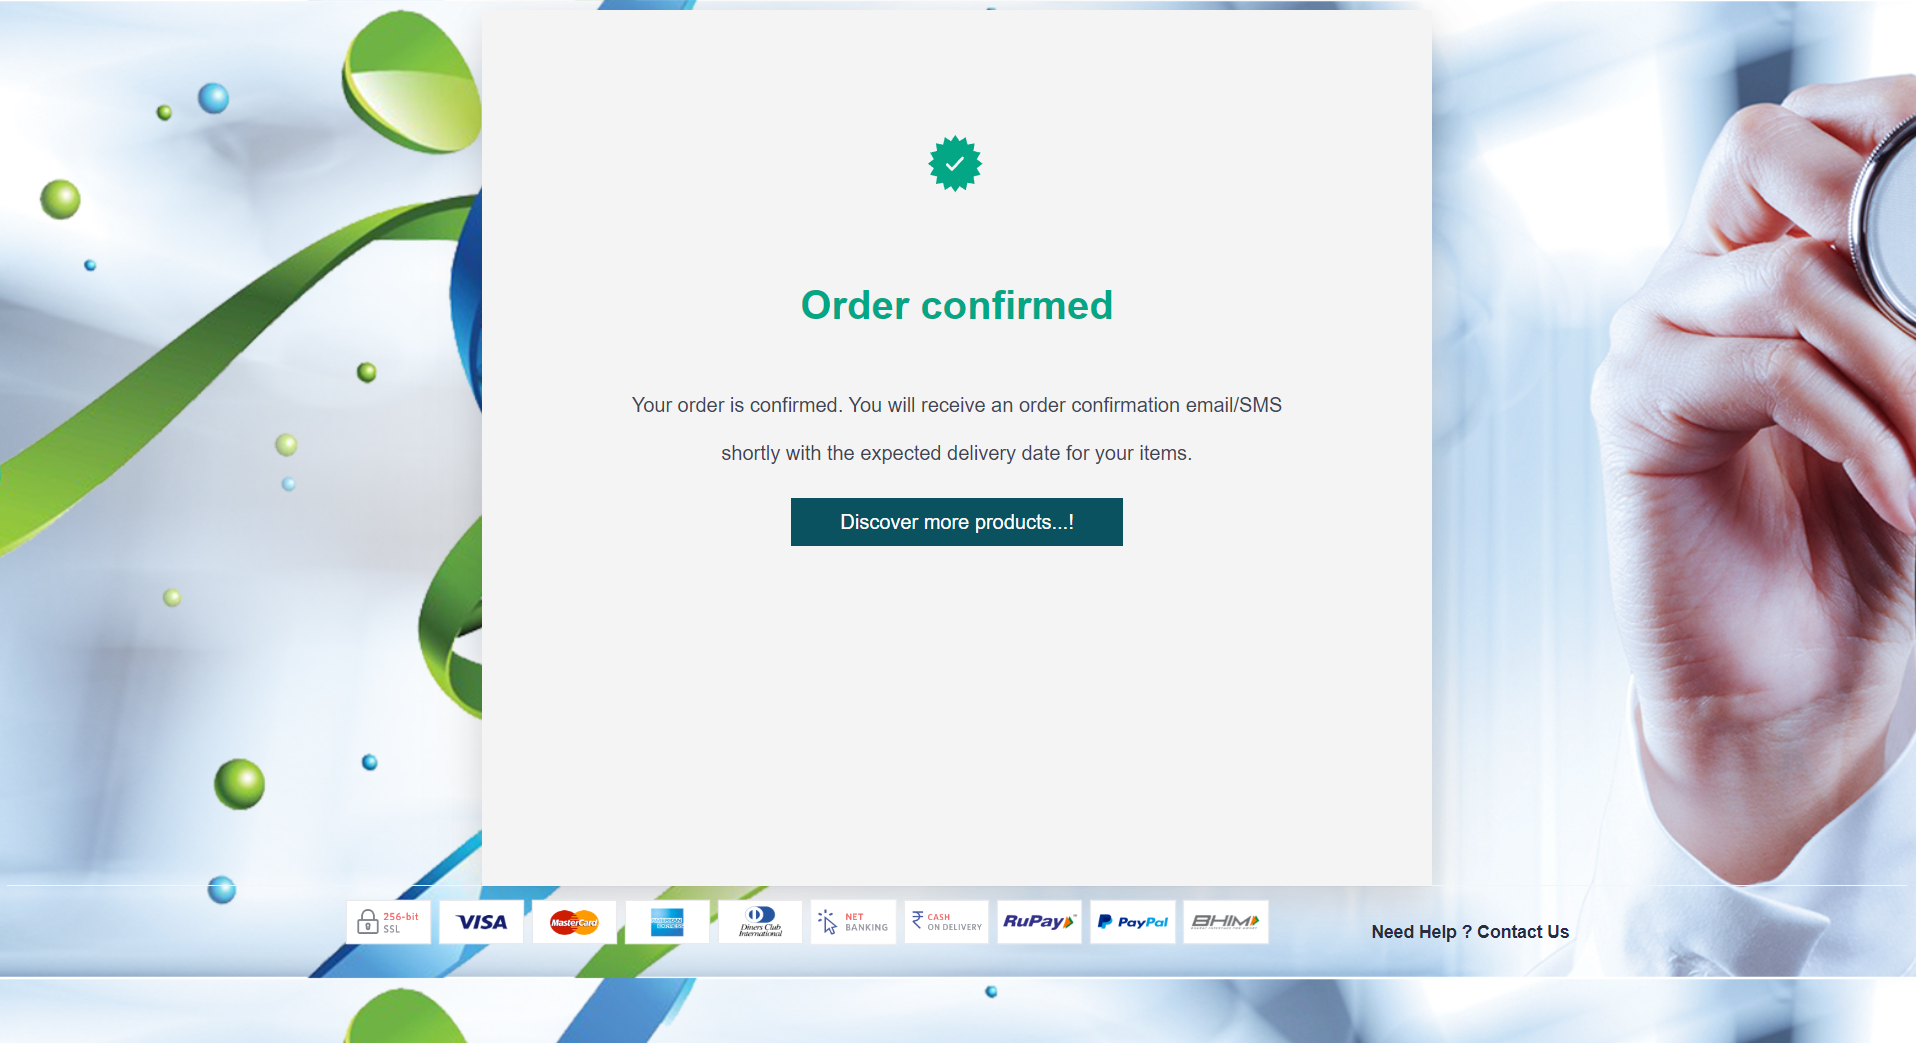 Order confirmed
Your order is confirmed. You will receive an order confirmation email/SMS
shortly with the expected delivery date for your items.
Discover more products...!
256-bit
SSL
VISA
MasterCard
AMERICAN
EXPRESS
Diners Club
International
NET
BANKING
CASH
ON DELIVERY
RuPay
PayPal
BHIM
Need Help ? Contact Us